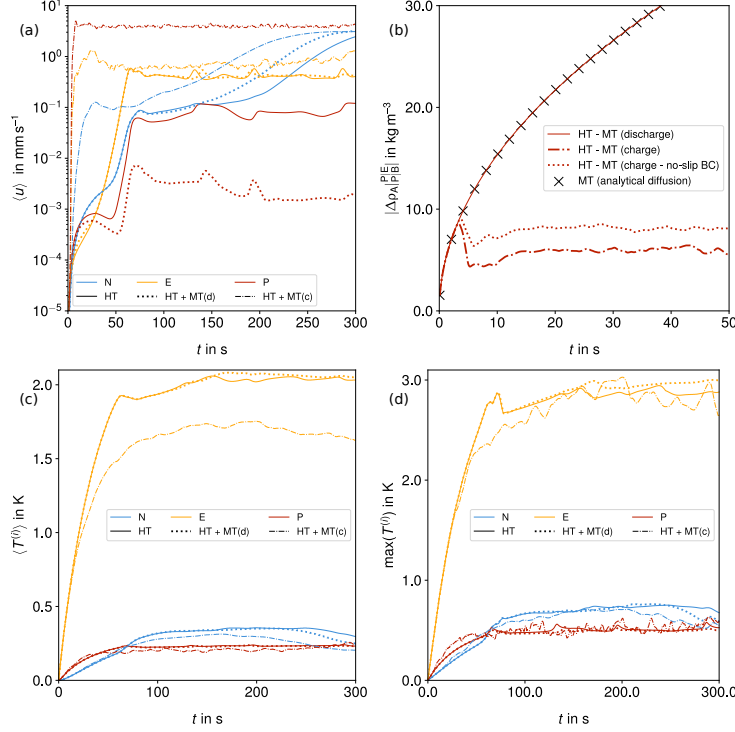 (a)
⟨u⟩ in mm s⁻¹
10¹
10⁰
10⁻¹
10⁻²
10⁻³
10⁻⁴
10⁻⁵
N E P
HT HT + MT(d) HT + MT(c)
0 50 100 150 200 250 300
t in s
(b)
|Δρ_A|^P|E_P|B| in kg m⁻³
30.0
20.0
10.0
0.0
HT - MT (discharge)
HT - MT (charge)
HT - MT (charge - no-slip BC)
MT (analytical diffusion)
0 10 20 30 40 50
t in s
(c)
⟨T⁽ⁱ⁾⟩ in K
2.0
1.5
1.0
0.5
0.0
N E P
HT HT + MT(d) HT + MT(c)
0 100 200 300
t in s
(d)
max(T⁽ⁱ⁾) in K
3.0
2.0
1.0
0.0
N E P
HT HT + MT(d) HT + MT(c)
0.0 100.0 200.0 300.0
t in s